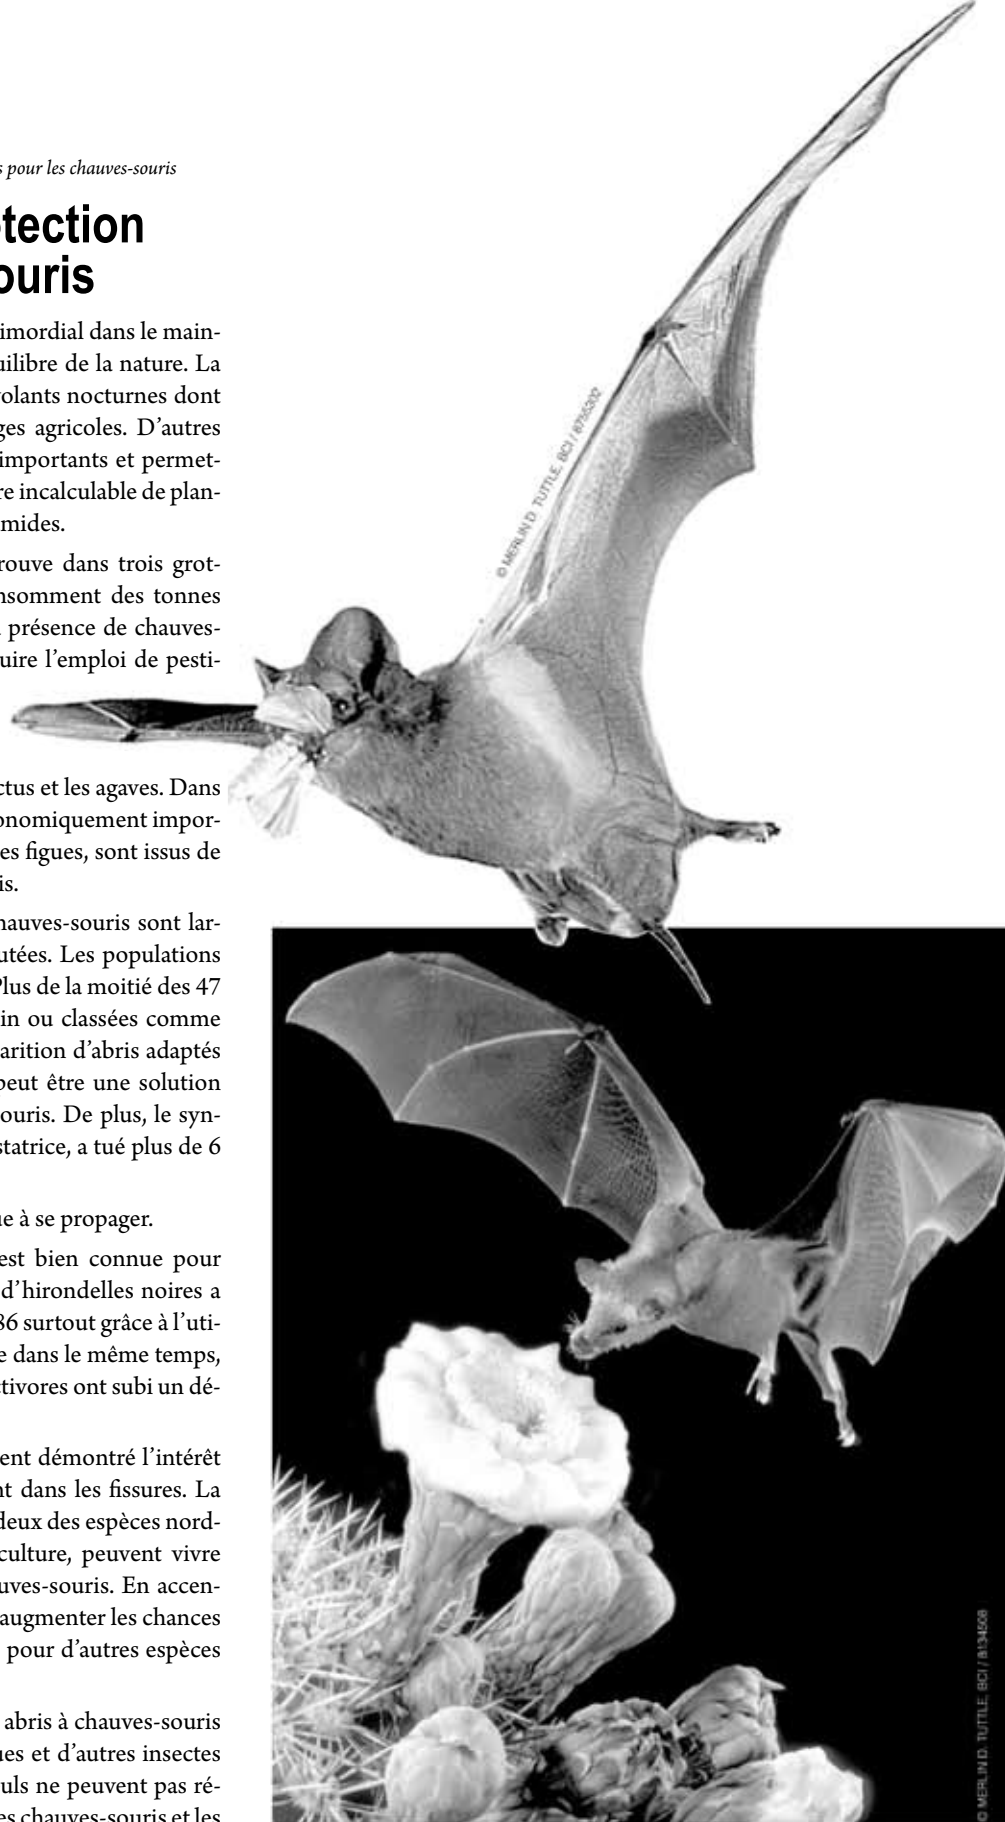 s pour les chauves-souris
tection
ouris
imordial dans le main-
uilibre de la nature. La
volants nocturnes dont
ges agricoles. D’autres
importants et permet-
re incalculable de plan-
mides.
rouve dans trois grot-
nsomment des tonnes
présence de chauves-
uire l’emploi de pesti-
ctus et les agaves. Dans
onomiquement impor-
es figues, sont issus de
is.
hauves-souris sont lar-
utées. Les populations
Plus de la moitié des 47
in ou classées comme
arition d’abris adaptés
peut être une solution
ouris. De plus, le syn-
statrice, a tué plus de 6
ue à se propager.
est bien connue pour
d’hirondelles noires a
86 surtout grâce à l’uti-
e dans le même temps,
ctivores ont subi un dé-
ent démontré l’intérêt
nt dans les fissures. La
deux des espèces nord-
culture, peuvent vivre
uves-souris. En accen-
augmenter les chances
pour d’autres espèces
abris à chauves-souris
ues et d’autres insectes
uls ne peuvent pas ré-
es chauves-souris et les
© MERLIN D. TUTTLE, BCI / 8755302
© MERLIN D. TUTTLE, BCI / 8134508